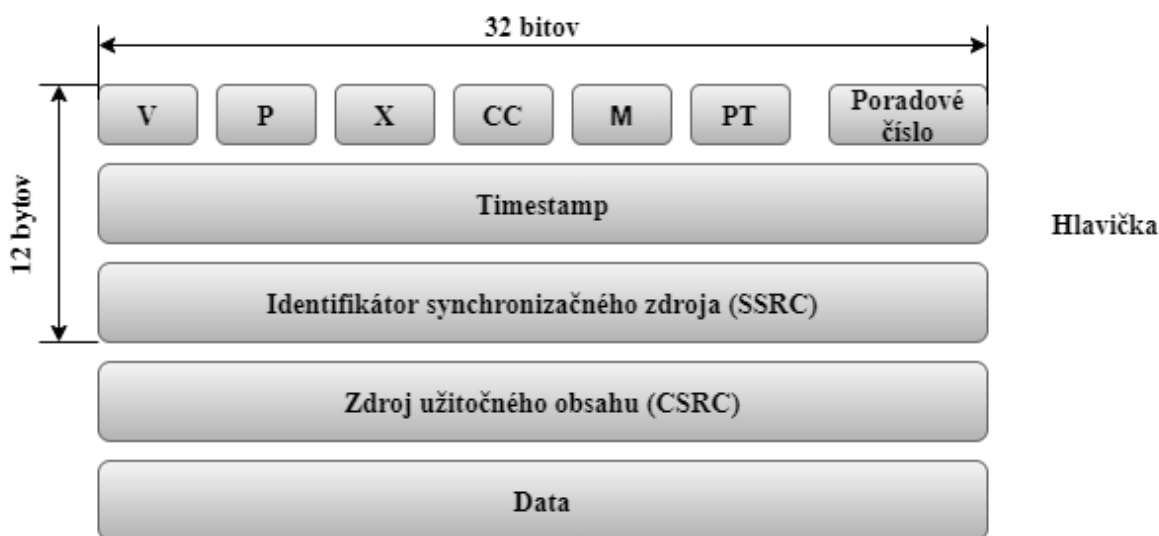 32 bitov
V P X CC M PT Poradové
číslo
12 bytov
Timestamp
Hlavička
Identifikátor synchronizačného zdroja (SSRC)
Zdroj užitočného obsahu (CSRC)
Data